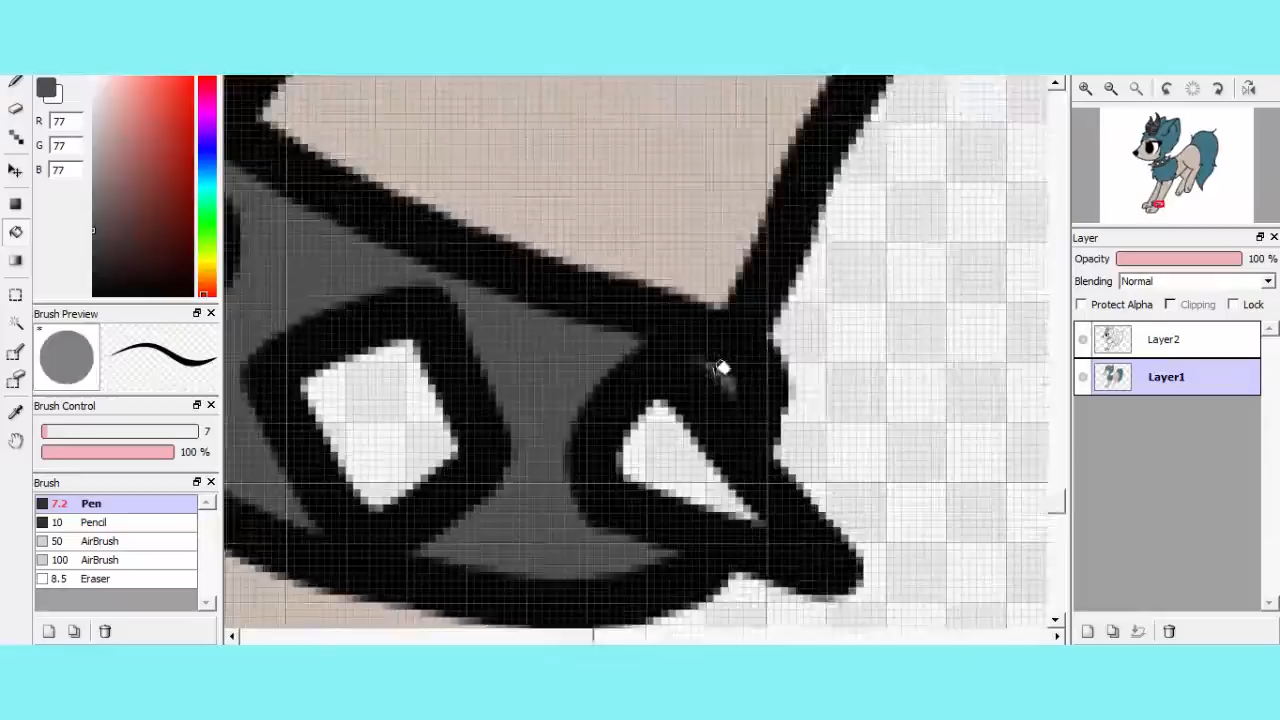 R 77
G 77
B 77
Brush Preview
*
Brush Control
7
100 %
Brush
7.2 Pen
10 Pencil
50 AirBrush
100 AirBrush
8.5 Eraser
Layer
Opacity 100 %
Blending Normal
Protect Alpha Clipping Lock
Layer2
Layer1